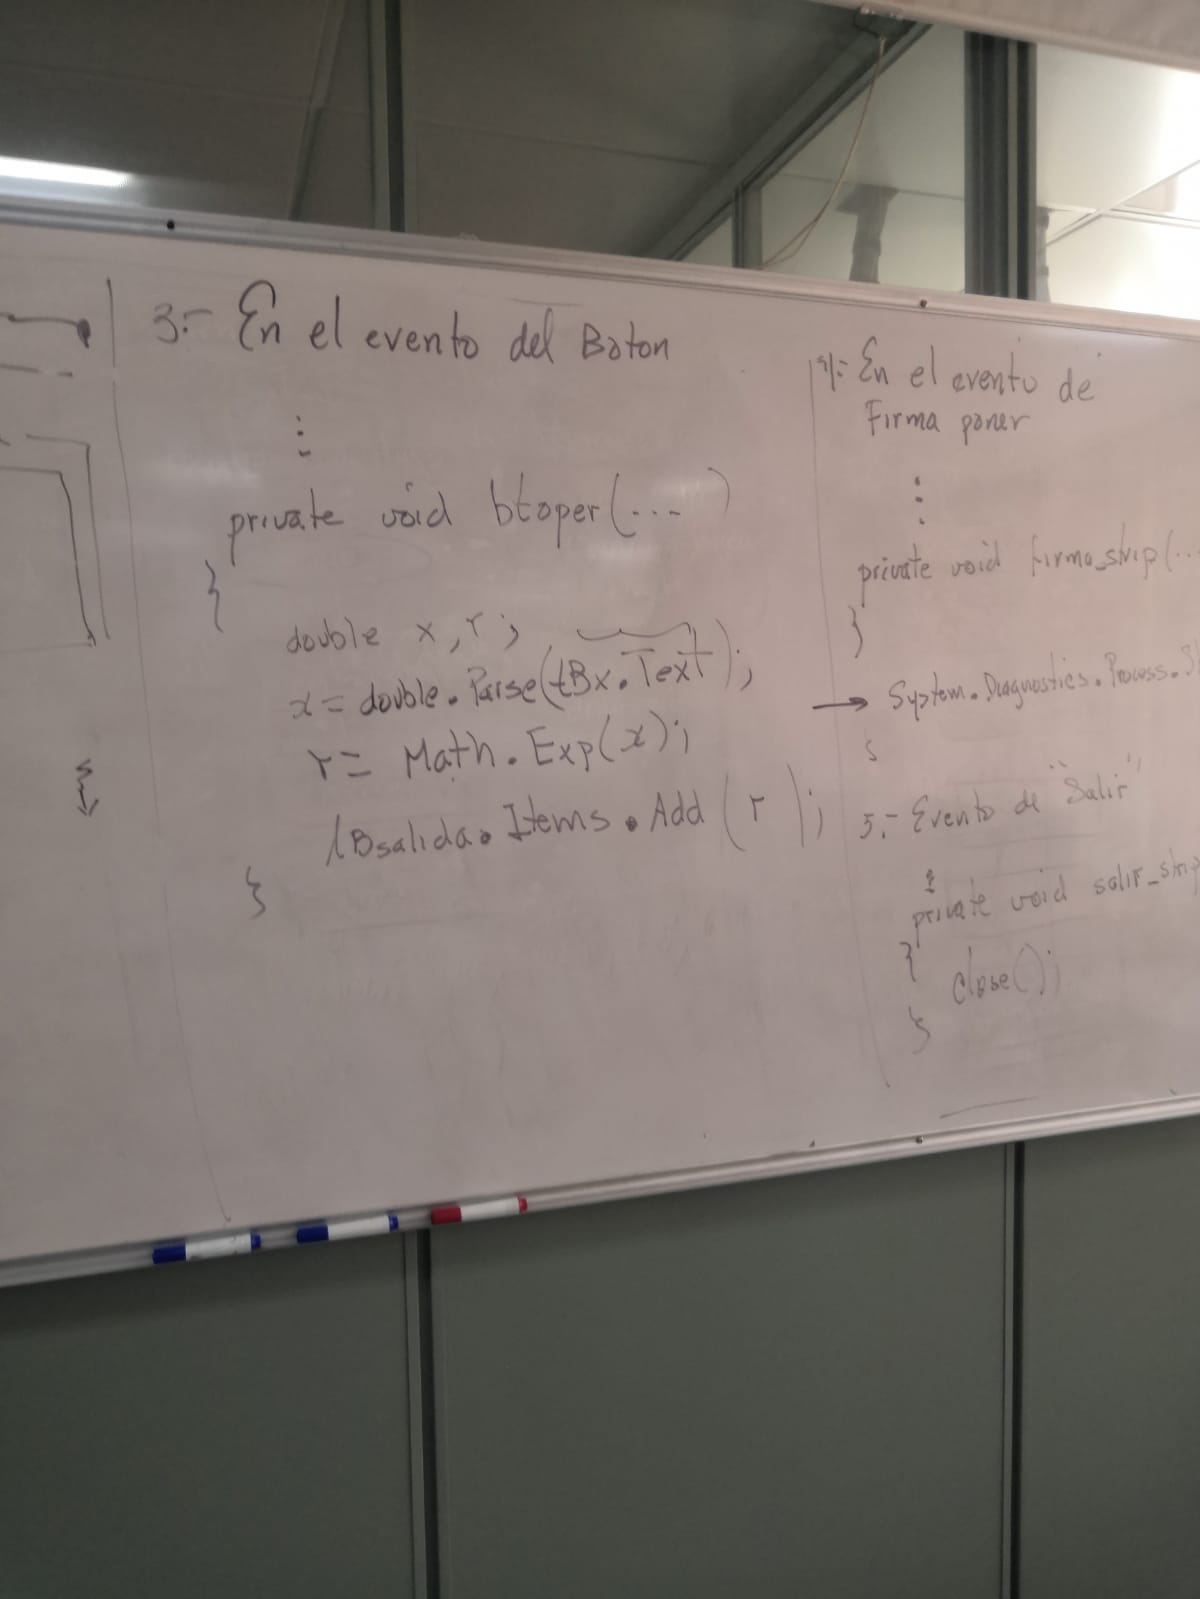 3.- En el evento del Boton
⋮
private void btoper(...)
{
double x,r;
x= double.Parse(tBx.Text);
r= Math.Exp(x);
lBsalida.Items.Add(r);
}
4.- En el evento de
Firma poner
⋮
private void firma_strip(...
{
→ System.Diagnostics.Process.St
}
5.- Evento de "Salir"
⋮
private void salir_strip
{
close();
}